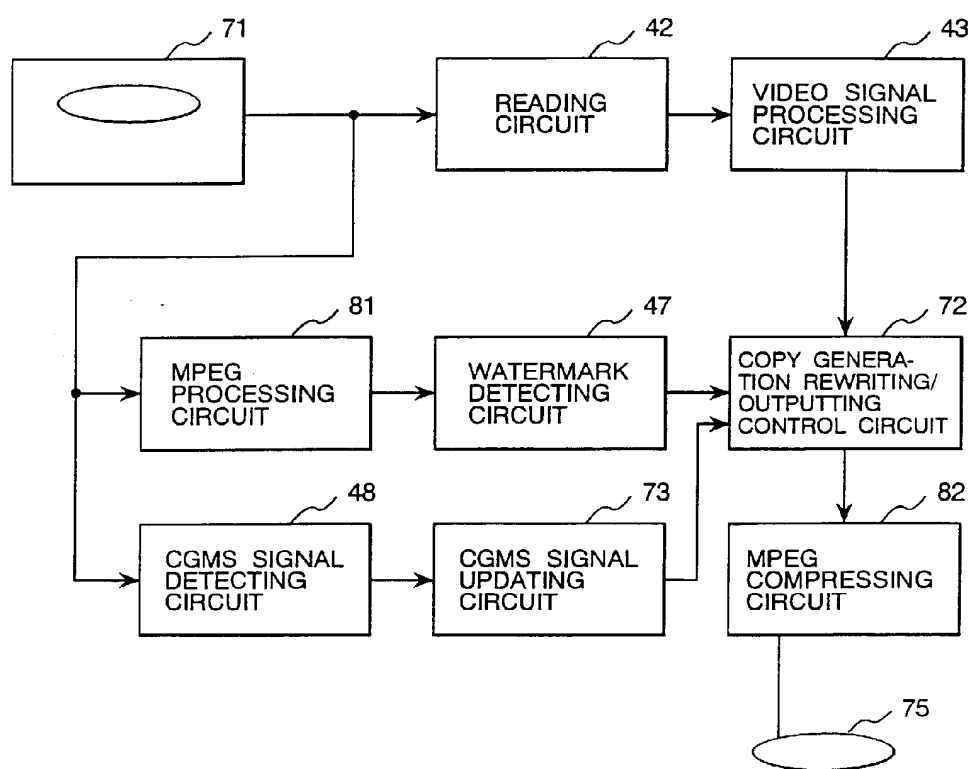 71
42
43
READING
CIRCUIT
VIDEO SIGNAL
PROCESSING
CIRCUIT
81
47
72
MPEG
PROCESSING
CIRCUIT
WATERMARK
DETECTING
CIRCUIT
COPY GENERA-
TION REWRITING/
OUTPUTTING
CONTROL CIRCUIT
48
73
82
CGMS SIGNAL
DETECTING
CIRCUIT
CGMS SIGNAL
UPDATING
CIRCUIT
MPEG
COMPRESSING
CIRCUIT
75